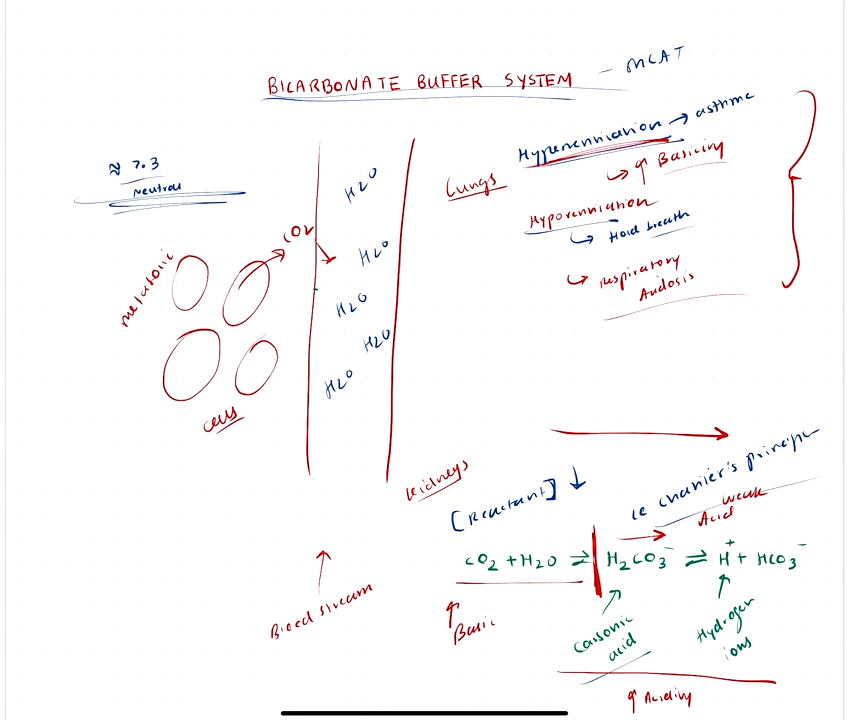 BICARBONATE BUFFER SYSTEM - MCAT
≈ 7.3
neutral
metabolic
cells
CO2
H2O
H2O
H2O
H2O
H2O
Blood stream
Lungs
Hyperventilation → asthma
↳ ↑ Basicity
Hypoventilation
↳ Hold breath
↳ Respiratory
Acidosis
Kidneys
[Reactant] ↓
le chatlier's principle
weak
Acid
CO2 + H2O ⇌ H2CO3⁻ ⇌ H⁺ + HCO3⁻
Basic
Carbonic
acid
Hydrogen
ions
↑ Acidity